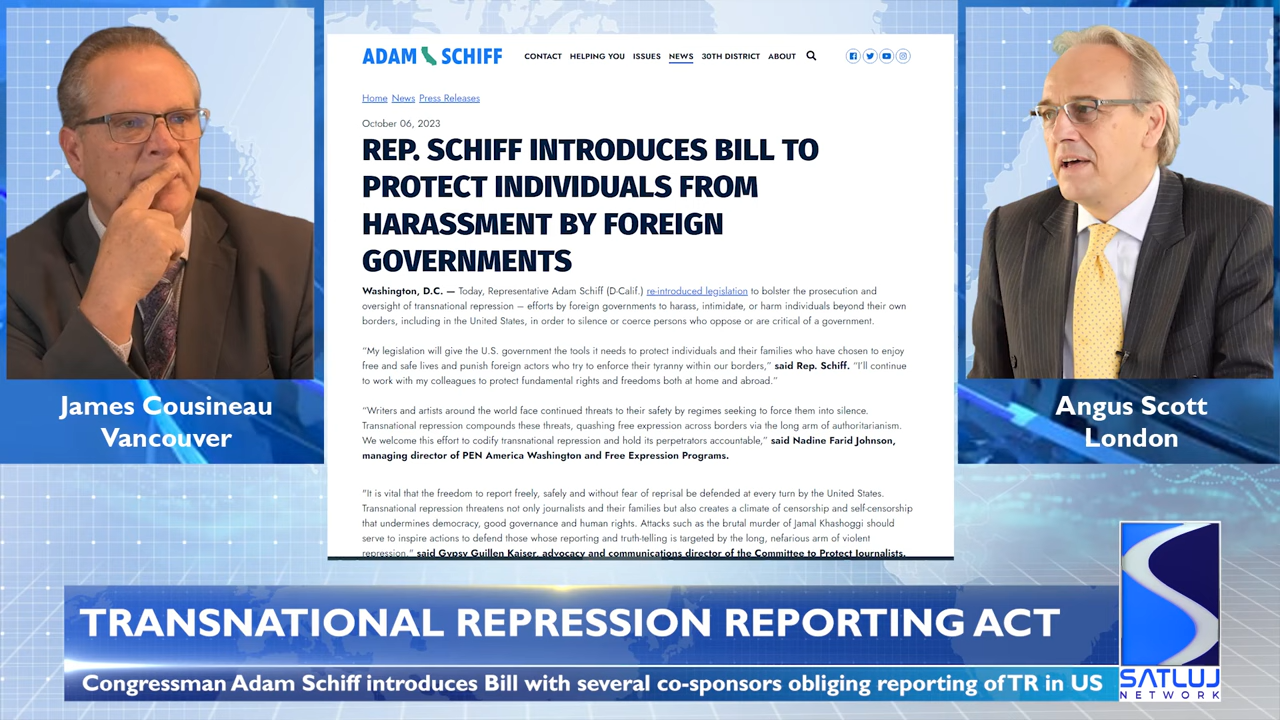 ADAM SCHIFF
CONTACT HELPING YOU ISSUES NEWS 30TH DISTRICT ABOUT
Home News Press Releases
October 06, 2023
REP. SCHIFF INTRODUCES BILL TO
PROTECT INDIVIDUALS FROM
HARASSMENT BY FOREIGN
GOVERNMENTS
Washington, D.C. — Today, Representative Adam Schiff (D-Calif.) re-introduced legislation to bolster the prosecution and
oversight of transnational repression – efforts by foreign governments to harass, intimidate, or harm individuals beyond their own
borders, including in the United States, in order to silence or coerce persons who oppose or are critical of a government.
“My legislation will give the U.S. government the tools it needs to protect individuals and their families who have chosen to enjoy
free and safe lives and punish foreign actors who try to enforce their tyranny within our borders,” said Rep. Schiff. “I’ll continue
to work with my colleagues to protect fundamental rights and freedoms both at home and abroad.”
“Writers and artists around the world face continued threats to their safety by regimes seeking to force them into silence.
Transnational repression compounds these threats, quashing free expression across borders via the long arm of authoritarianism.
We welcome this effort to codify transnational repression and hold its perpetrators accountable,” said Nadine Farid Johnson,
managing director of PEN America Washington and Free Expression Programs.
"It is vital that the freedom to report freely, safely and without fear of reprisal be defended at every turn by the United States.
Transnational repression threatens not only journalists and their families but also creates a climate of censorship and self-censorship
that undermines democracy, good governance and human rights. Attacks such as the brutal murder of Jamal Khashoggi should
serve to inspire actions to defend those whose reporting and truth-telling is targeted by the long, nefarious arm of violent
repression,” said Gypsy Guillen Kaiser, advocacy and communications director of the Committee to Protect Journalists.
James Cousineau
Vancouver
Angus Scott
London
TRANSNATIONAL REPRESSION REPORTING ACT
Congressman Adam Schiff introduces Bill with several co-sponsors obliging reporting of TR in US
SATLUJ
NETWORK